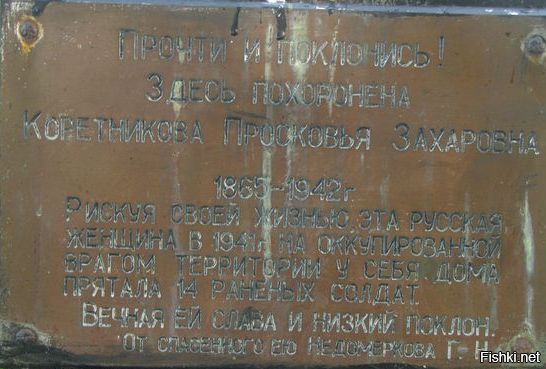 Прочти и поклонись!
Здесь похоронена
Коретникова Просковья Захаровна
1865-1942г
Рискуя своей жизнью, эта русская
женщина в 1941г. на оккупированной
врагом территории у себя дома
прятала 14 раненых солдат.
Вечная ей слава и низкий поклон.
От спасенного ею Недомеркова Г-Н
Fishki.net